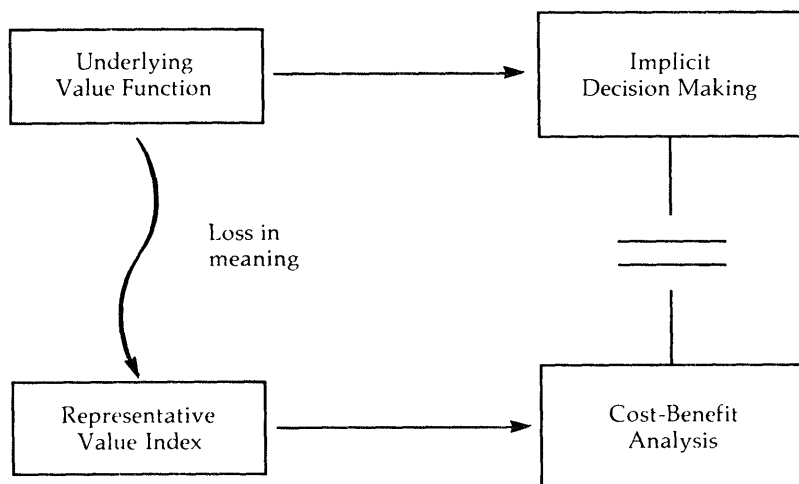 Underlying
Value Function
Implicit
Decision Making
Loss in
meaning
Representative
Value Index
Cost-Benefit
Analysis